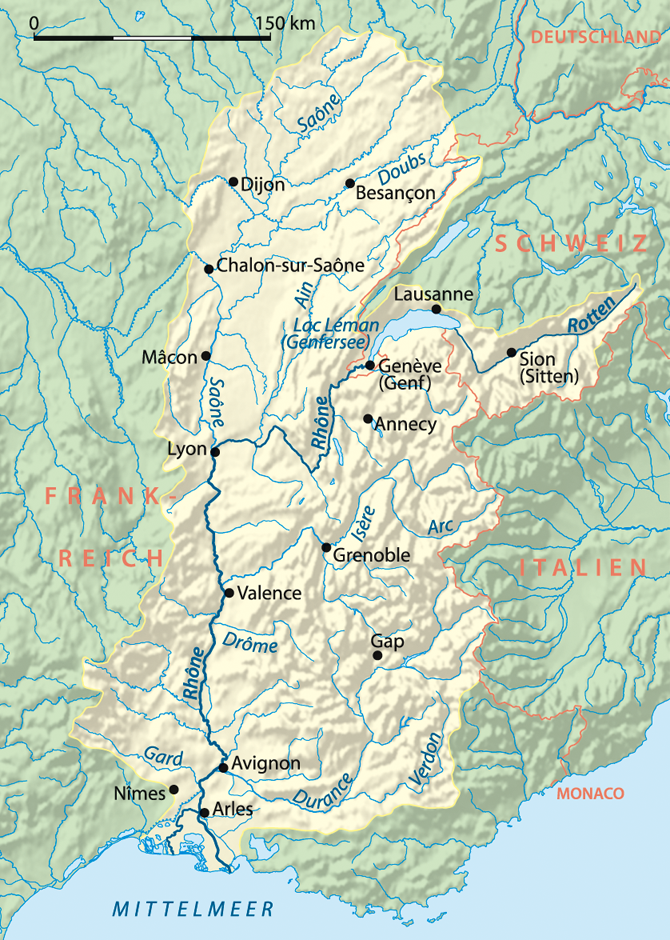 0 150 km
DEUTSCHLAND
Saône
Doubs
Dijon
Besançon
SCHWEIZ
Chalon-sur-Saône
Ain
Lausanne
Rotten
Lac Léman
(Genfersee)
Mâcon
Sion
(Sitten)
Genève
(Genf)
Saône
Rhône
Annecy
Lyon
FRANK-
REICH
Isère
Arc
Grenoble
ITALIEN
Valence
Drôme
Gap
Rhône
Gard
Avignon
Verdon
Durance
Nîmes
MONACO
Arles
MITTELMEER